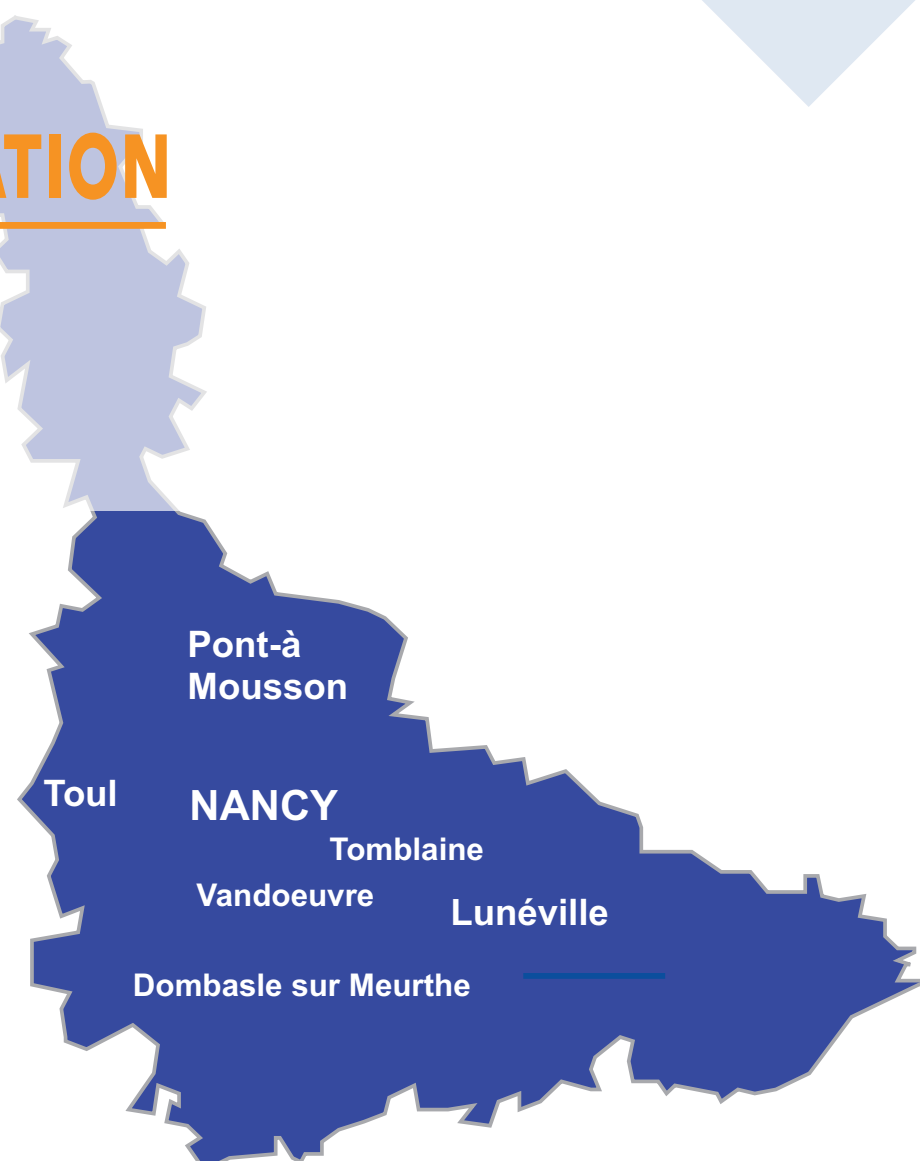 ATION
Pont-à
Mousson
Toul
NANCY
Tomblaine
Vandoeuvre
Lunéville
Dombasle sur Meurthe